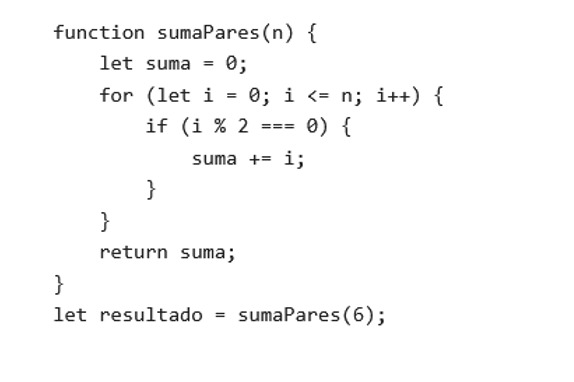 function sumaPares(n) {
    let suma = 0;
    for (let i = 0; i <= n; i++) {
        if (i % 2 === 0) {
            suma += i;
        }
    }
    return suma;
}
let resultado = sumaPares(6);